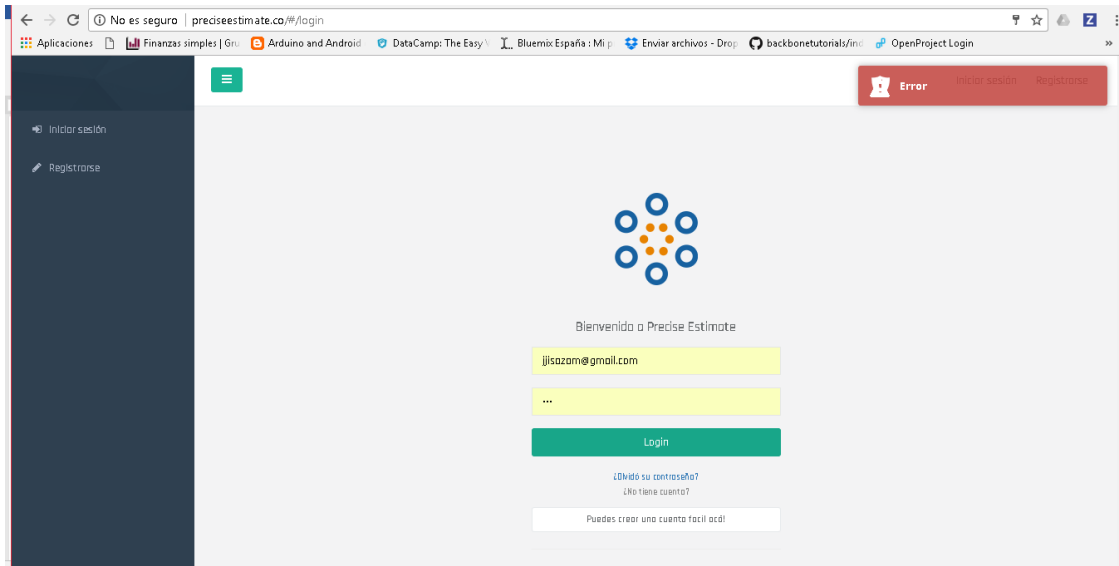 No es seguro | preciseestimate.co/#/login
Z
Aplicaciones Finanzas simples | Gru Arduino and Android DataCamp: The Easy Bluemix España : Mi p Enviar archivos - Drop backbonetutorials/ind OpenProject Login »
Error
Iniciar sesión Registrarse
Iniciar sesión
Registrarse
Bienvenido a Precise Estimate
jjisazam@gmail.com
•••
Login
¿Olvidó su contraseña?
¿No tiene cuenta?
Puedes crear una cuenta facil acá!